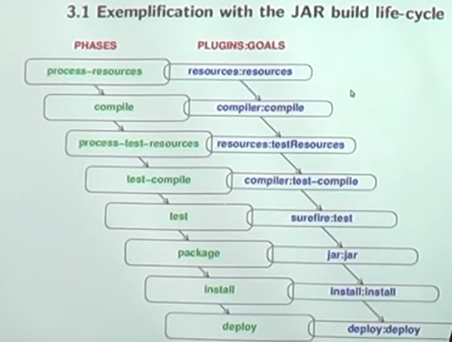 3.1 Exemplification with the JAR build life-cycle
PHASES PLUGINS:GOALS
process-resources resources:resources
compile compiler:compile
process-test-resources resources:testResources
test-compile compiler:test-compile
test surefire:test
package jar:jar
install install:install
deploy deploy:deploy